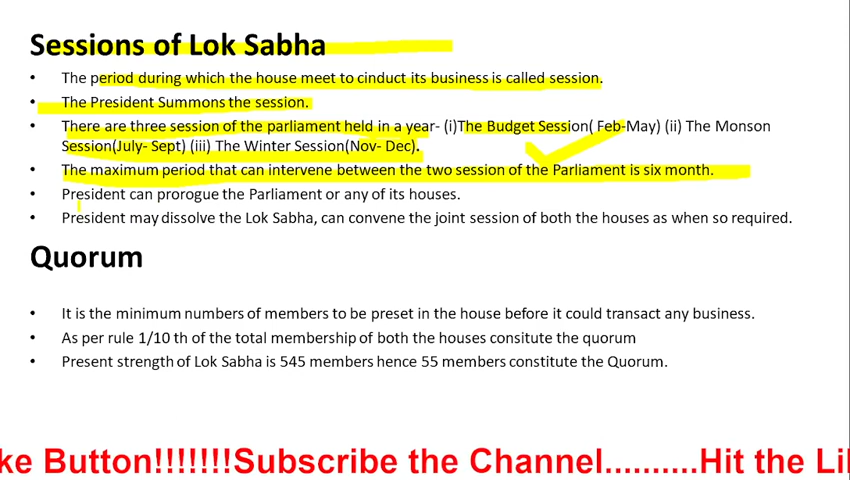 Sessions of Lok Sabha
• The period during which the house meet to cinduct its business is called session.
• The President Summons the session.
• There are three session of the parliament held in a year- (i)The Budget Session( Feb-May) (ii) The Monson
Session(July- Sept) (iii) The Winter Session(Nov- Dec).
• The maximum period that can intervene between the two session of the Parliament is six month.
• President can prorogue the Parliament or any of its houses.
• President may dissolve the Lok Sabha, can convene the joint session of both the houses as when so required.
Quorum
• It is the minimum numbers of members to be preset in the house before it could transact any business.
• As per rule 1/10 th of the total membership of both the houses consitute the quorum
• Present strength of Lok Sabha is 545 members hence 55 members constitute the Quorum.
ke Button!!!!!!!Subscribe the Channel..........Hit the Li